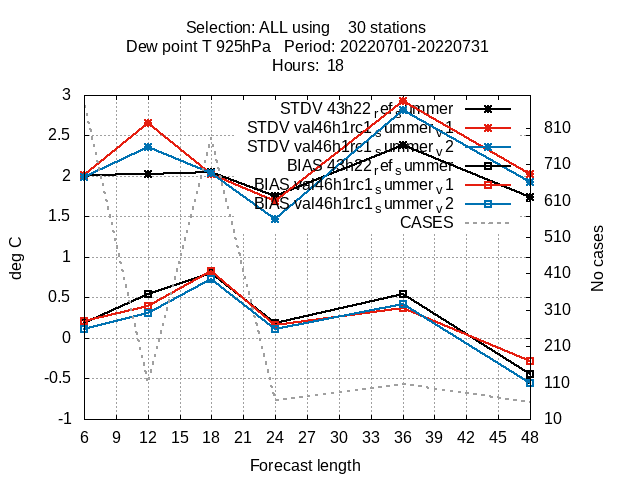 Selection: ALL using    30 stations
Dew point T 925hPa   Period: 20220701-20220731
Hours:  18
STDV 43h22_ref_summer
STDV val46h1rc1_summer_v1
STDV val46h1rc1_summer_v2
BIAS 43h22_ref_summer
BIAS val46h1rc1_summer_v1
BIAS val46h1rc1_summer_v2
CASES
3
2.5
2
1.5
1
0.5
0
-0.5
-1
deg C
810
710
610
510
410
310
210
110
10
No cases
6 9 12 15 18 21 24 27 30 33 36 39 42 45 48
Forecast length